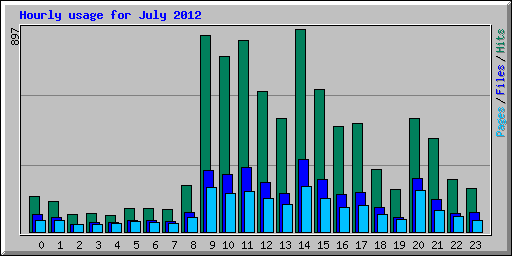 Hourly usage for July 2012
897
Pages / Files / Hits
0 1 2 3 4 5 6 7 8 9 10 11 12 13 14 15 16 17 18 19 20 21 22 23